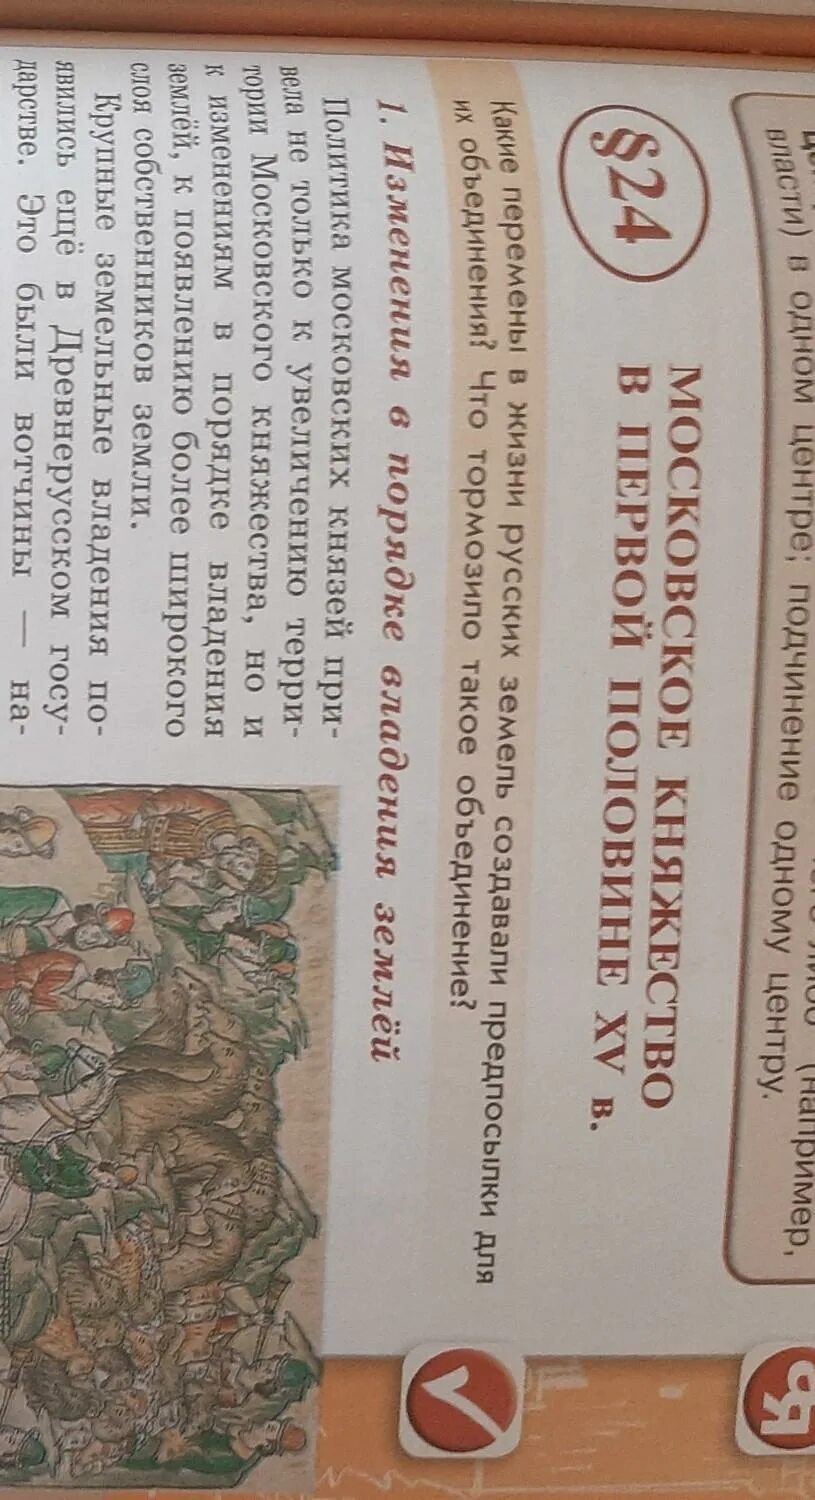 власти) в одном центре; подчинение одному центру.
(например,
§24
МОСКОВСКОЕ КНЯЖЕСТВО
В ПЕРВОЙ ПОЛОВИНЕ XV в.
Какие перемены в жизни русских земель создавали предпосылки для
их объединения? Что тормозило такое объединение?
1. Изменения в порядке владения землёй
Политика московских князей при-
вела не только к увеличению терри-
тории Московского княжества, но и
к изменениям в порядке владения
землёй, к появлению более широкого
слоя собственников земли.
Крупные земельные владения по-
явились ещё в Древнерусском госу-
дарстве. Это были вотчины — на-